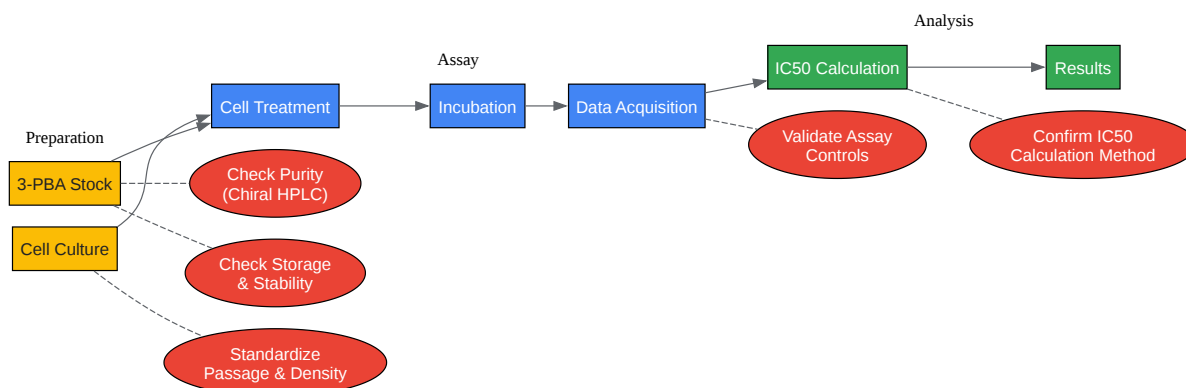 Preparation
3-PBA Stock
Cell Culture
Assay
Cell Treatment
Incubation
Data Acquisition
Analysis
IC50 Calculation
Results
Check Purity
(Chiral HPLC)
Check Storage
& Stability
Standardize
Passage & Density
Validate Assay
Controls
Confirm IC50
Calculation Method